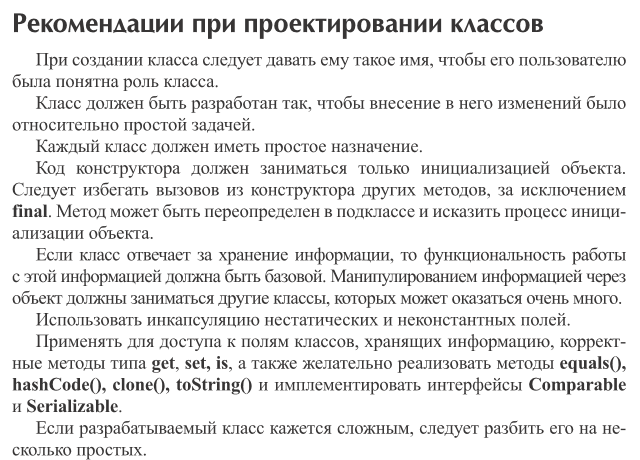 Рекомендации при проектировании классов
При создании класса следует давать ему такое имя, чтобы его пользователю
была понятна роль класса.
Класс должен быть разработан так, чтобы внесение в него изменений было
относительно простой задачей.
Каждый класс должен иметь простое назначение.
Код конструктора должен заниматься только инициализацией объекта.
Следует избегать вызовов из конструктора других методов, за исключением
final. Метод может быть переопределен в подклассе и исказить процесс иници-
ализации объекта.
Если класс отвечает за хранение информации, то функциональность работы
с этой информацией должна быть базовой. Манипулированием информацией через
объект должны заниматься другие классы, которых может оказаться очень много.
Использовать инкапсуляцию нестатических и неконстантных полей.
Применять для доступа к полям классов, хранящих информацию, коррект-
ные методы типа get, set, is, а также желательно реализовать методы equals(),
hashCode(), clone(), toString() и имплементировать интерфейсы Comparable
и Serializable.
Если разрабатываемый класс кажется сложным, следует разбить его на не-
сколько простых.